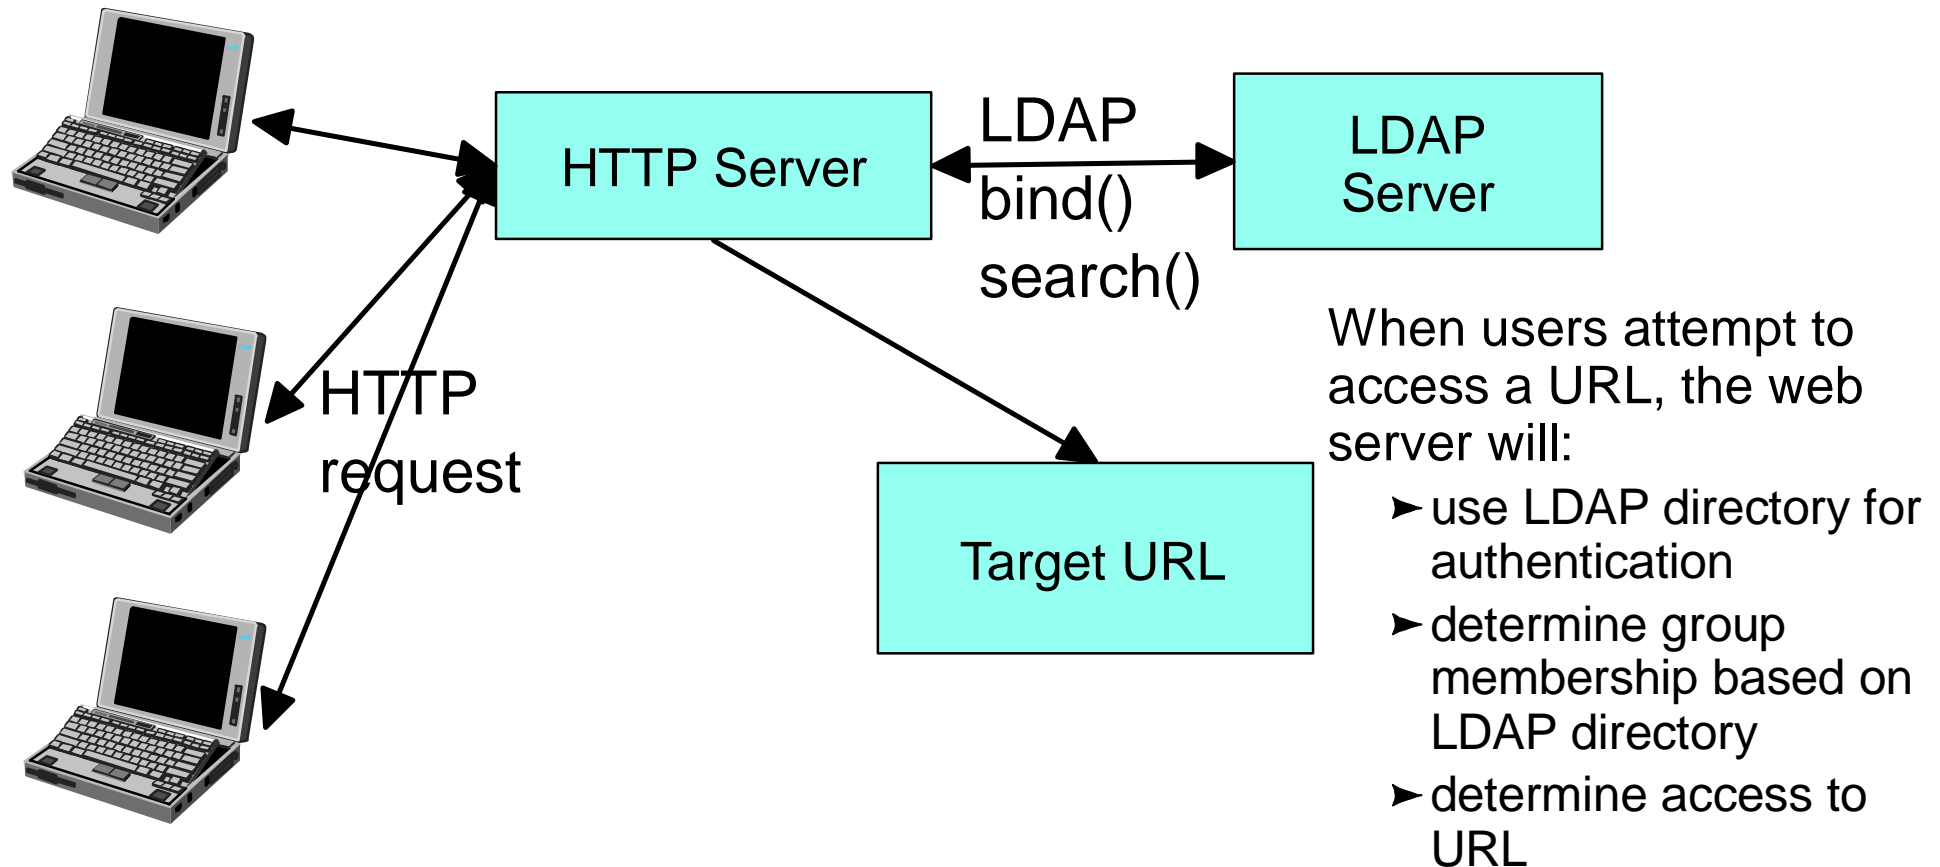 HTTP Server
LDAP
bind()
search()
LDAP
Server
HTTP
request
Target URL
When users attempt to
access a URL, the web
server will:
➢ use LDAP directory for
authentication
➢ determine group
membership based on
LDAP directory
➢ determine access to
URL